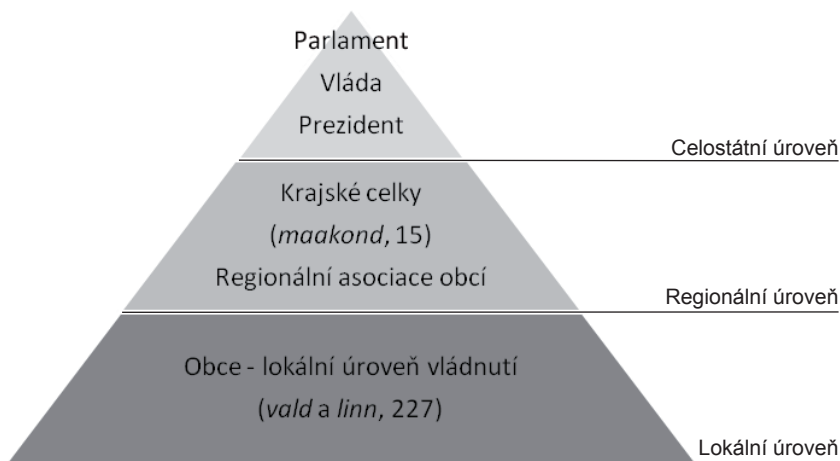 Parlament
Vláda
Prezident
Celostátní úroveň
Krajské celky
(maakond, 15)
Regionální asociace obcí
Regionální úroveň
Obce - lokální úroveň vládnutí
(vald a linn, 227)
Lokální úroveň